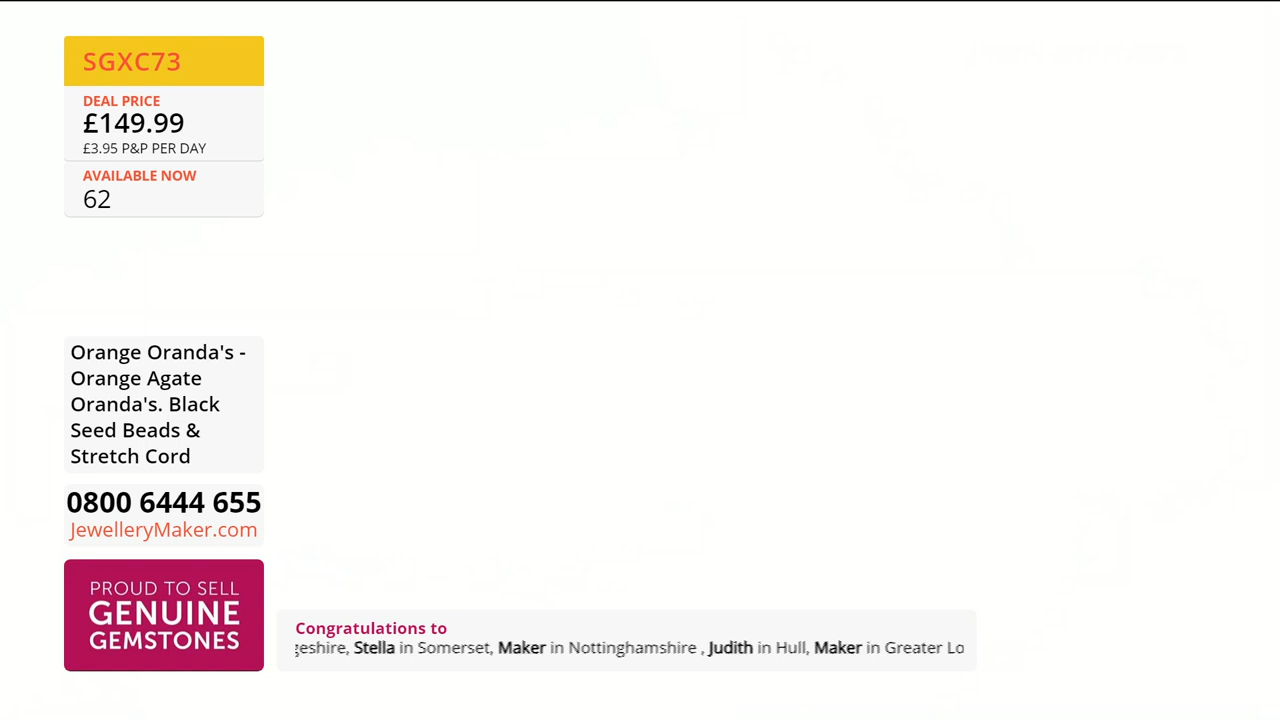 SGXC73
DEAL PRICE
£149.99
£3.95 P&P PER DAY
AVAILABLE NOW
62
Orange Oranda's -
Orange Agate
Oranda's. Black
Seed Beads &
Stretch Cord
0800 6444 655
JewelleryMaker.com
PROUD TO SELL
GENUINE
GEMSTONES
Congratulations to
geshire, Stella in Somerset, Maker in Nottinghamshire , Judith in Hull, Maker in Greater Lo